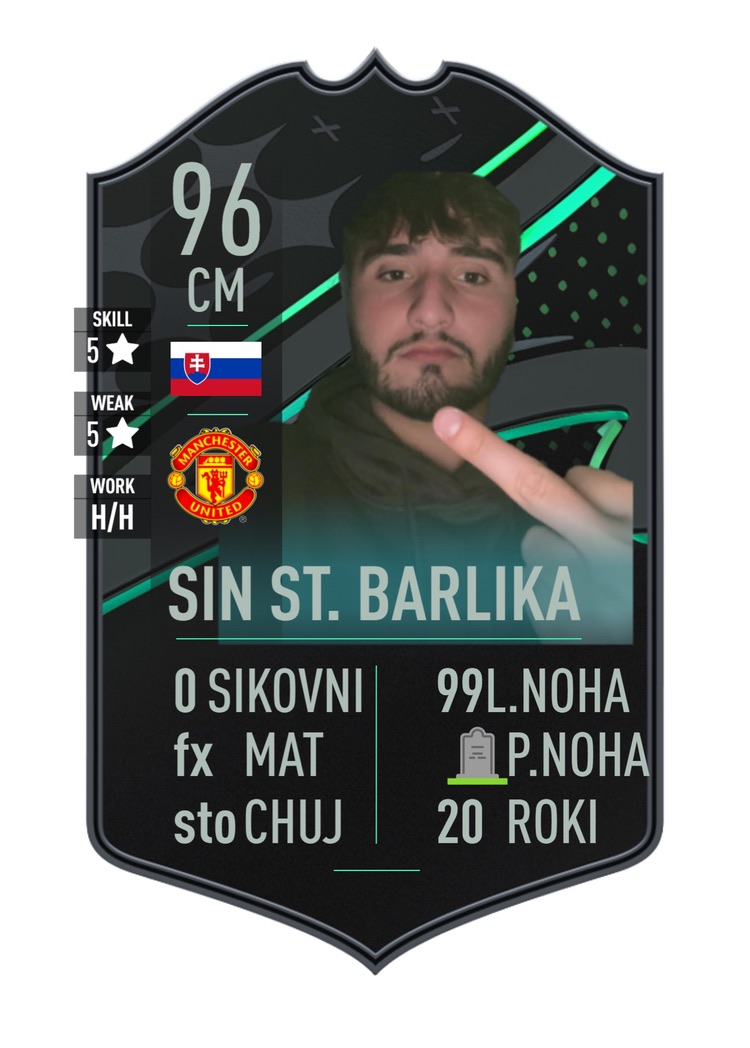 96
CM
SKILL
5
WEAK
5
WORK
H/H
MANCHESTER
UNITED
®
SIN ST. BARLIKA
0 SIKOVNI
fx MAT
sto CHUJ
99L.NOHA
P.NOHA
20 ROKI